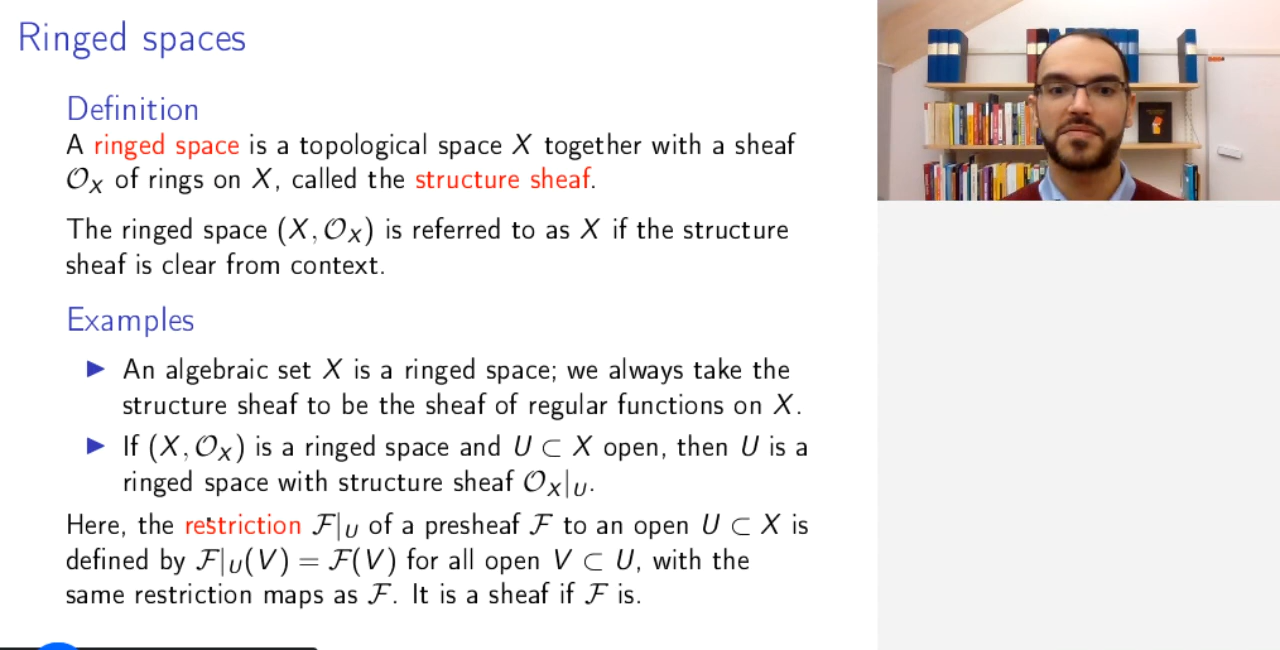 Ringed spaces
Definition
A ringed space is a topological space X together with a sheaf
𝒪_X of rings on X, called the structure sheaf.
The ringed space (X, 𝒪_X) is referred to as X if the structure
sheaf is clear from context.
Examples
▶ An algebraic set X is a ringed space; we always take the
structure sheaf to be the sheaf of regular functions on X.
▶ If (X, 𝒪_X) is a ringed space and U ⊂ X open, then U is a
ringed space with structure sheaf 𝒪_X|_U.
Here, the restriction ℱ|_U of a presheaf ℱ to an open U ⊂ X is
defined by ℱ|_U(V) = ℱ(V) for all open V ⊂ U, with the
same restriction maps as ℱ. It is a sheaf if ℱ is.